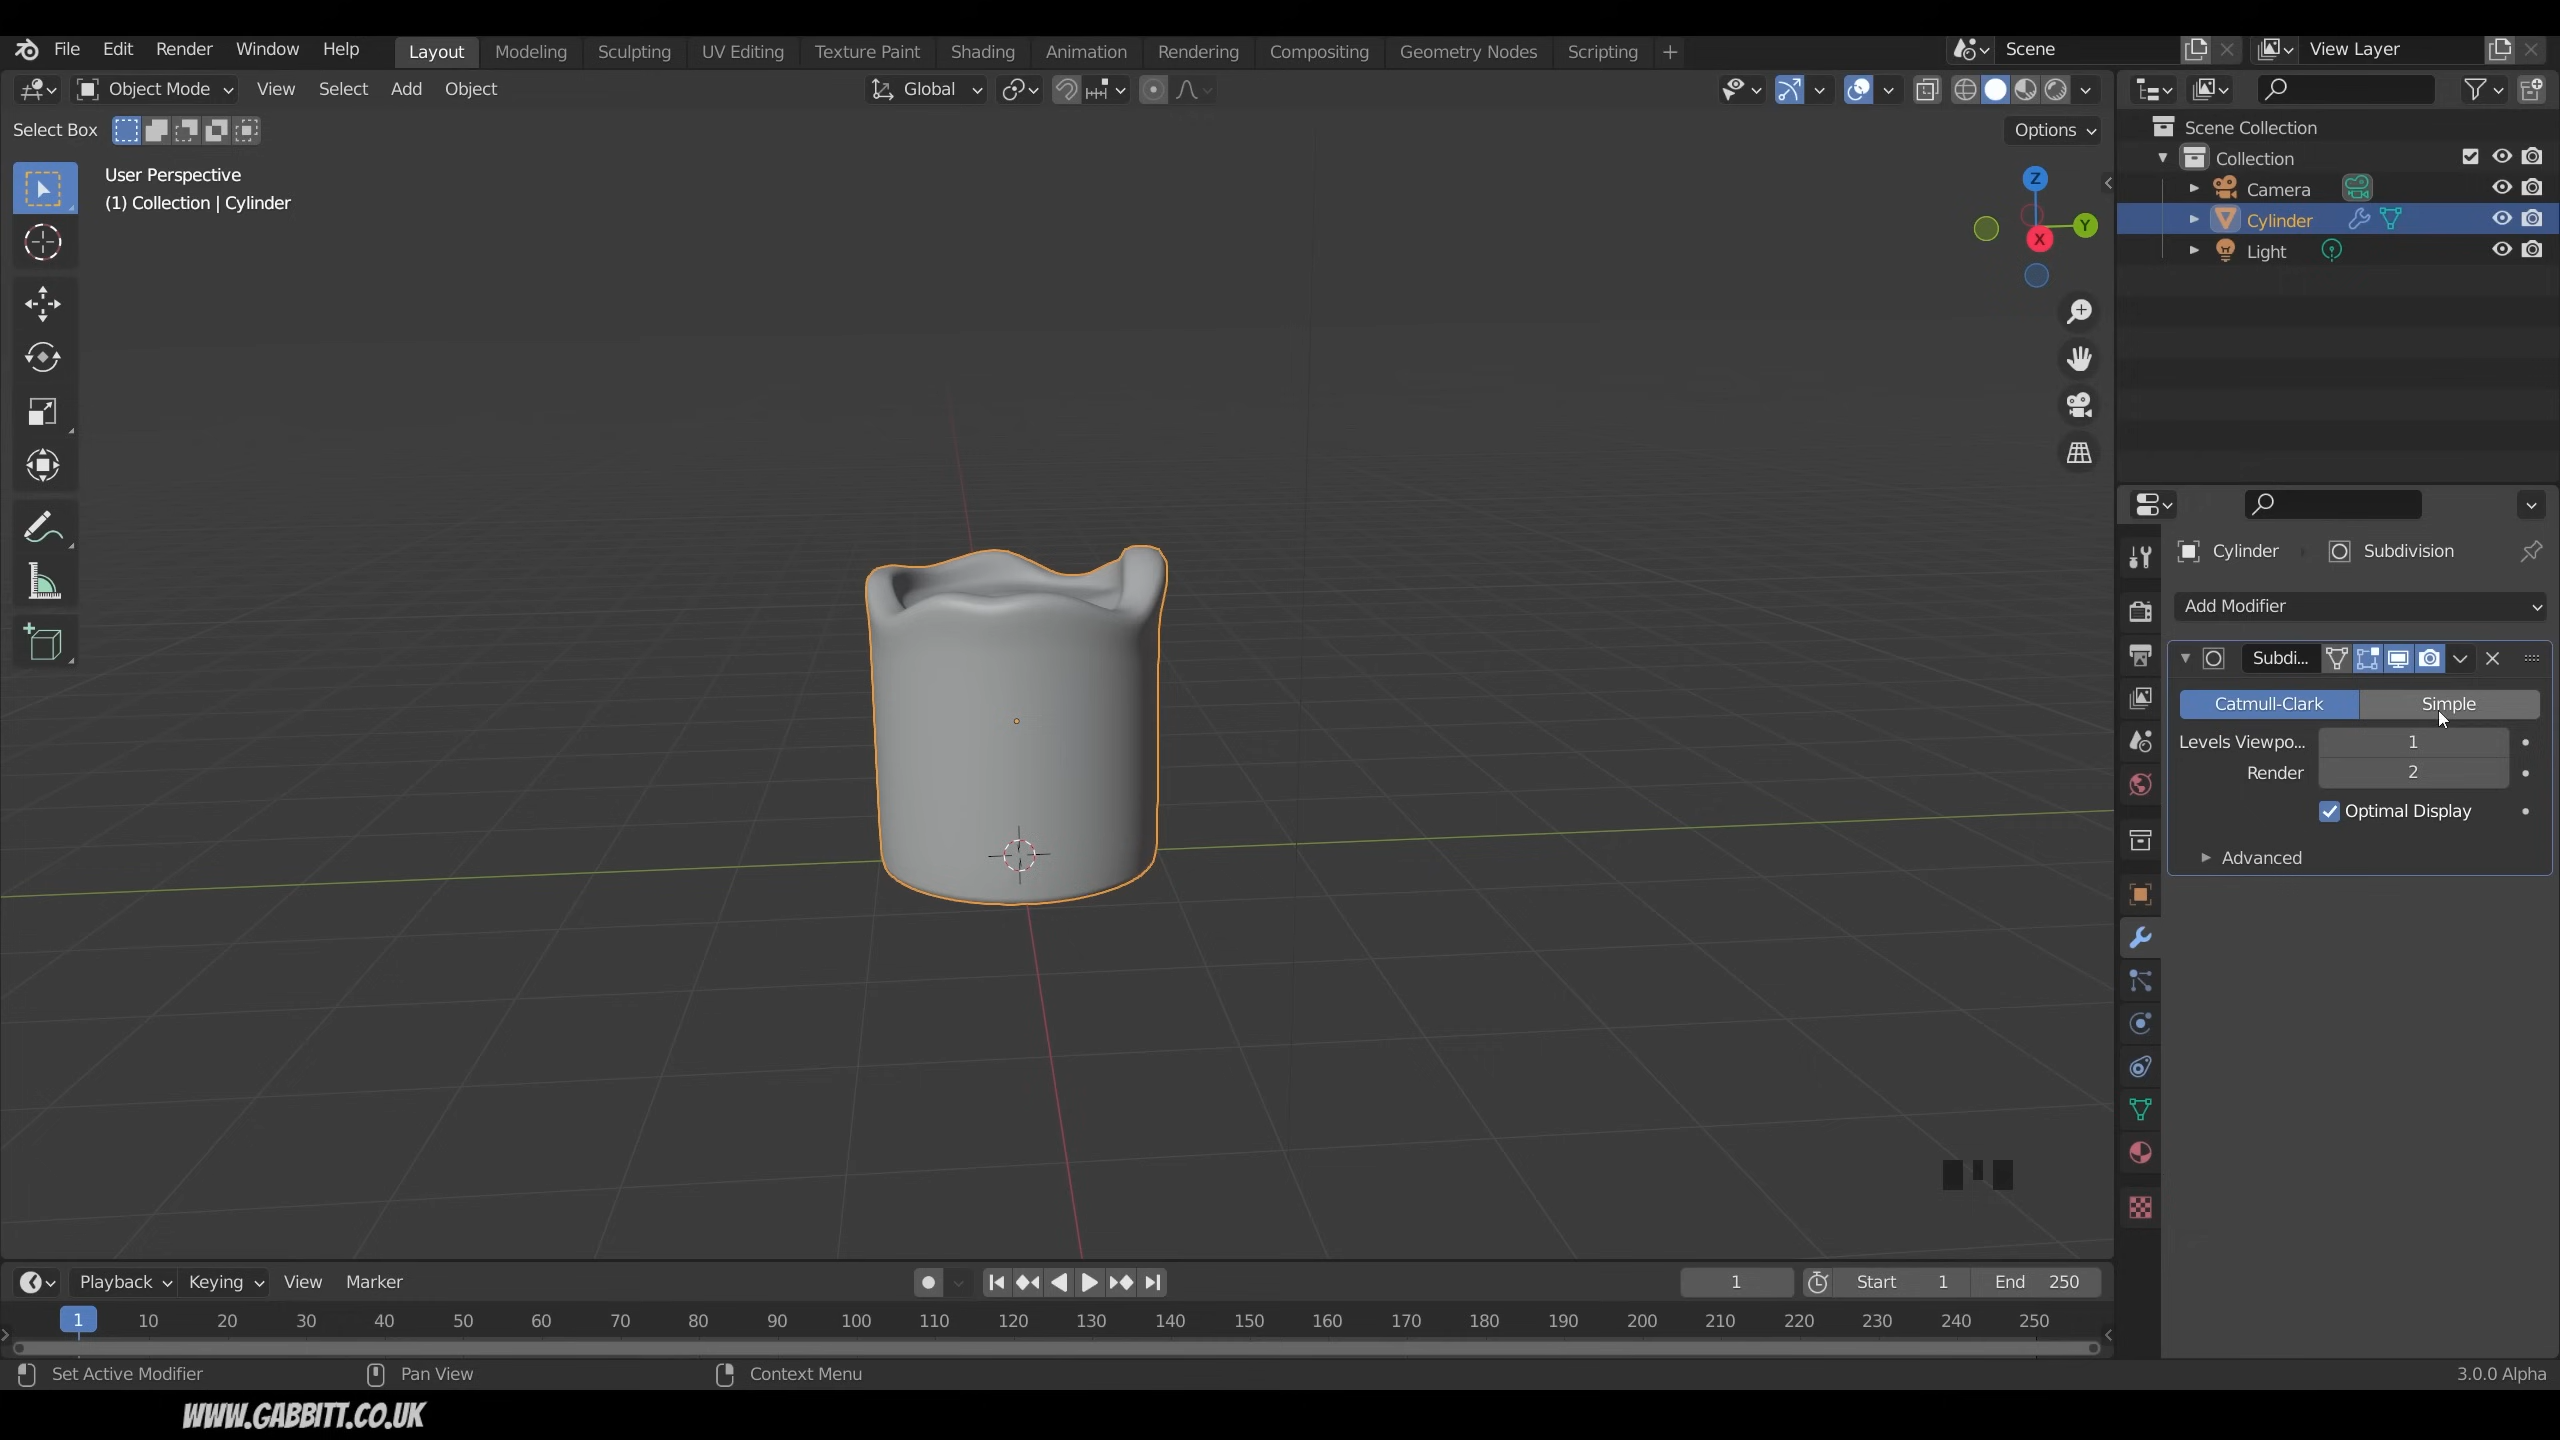 File Edit Render Window Help Layout Modeling Sculpting UV Editing Texture Paint Shading Animation Rendering Compositing Geometry Nodes Scripting + Scene View Layer
Object Mode View Select Add Object Global
Select Box Options
User Perspective
(1) Collection | Cylinder
Z
Y
X
Scene Collection
Collection
Camera
Cylinder
Light
Cylinder Subdivision
Add Modifier
Subdi...
Catmull-Clark Simple
Levels Viewpo... 1
Render 2
Optimal Display
Advanced
Playback Keying View Marker 1 Start 1 End 250
1 10 20 30 40 50 60 70 80 90 100 110 120 130 140 150 160 170 180 190 200 210 220 230 240 250
Set Active Modifier Pan View Context Menu 3.0.0 Alpha
WWW.GABBITT.CO.UK